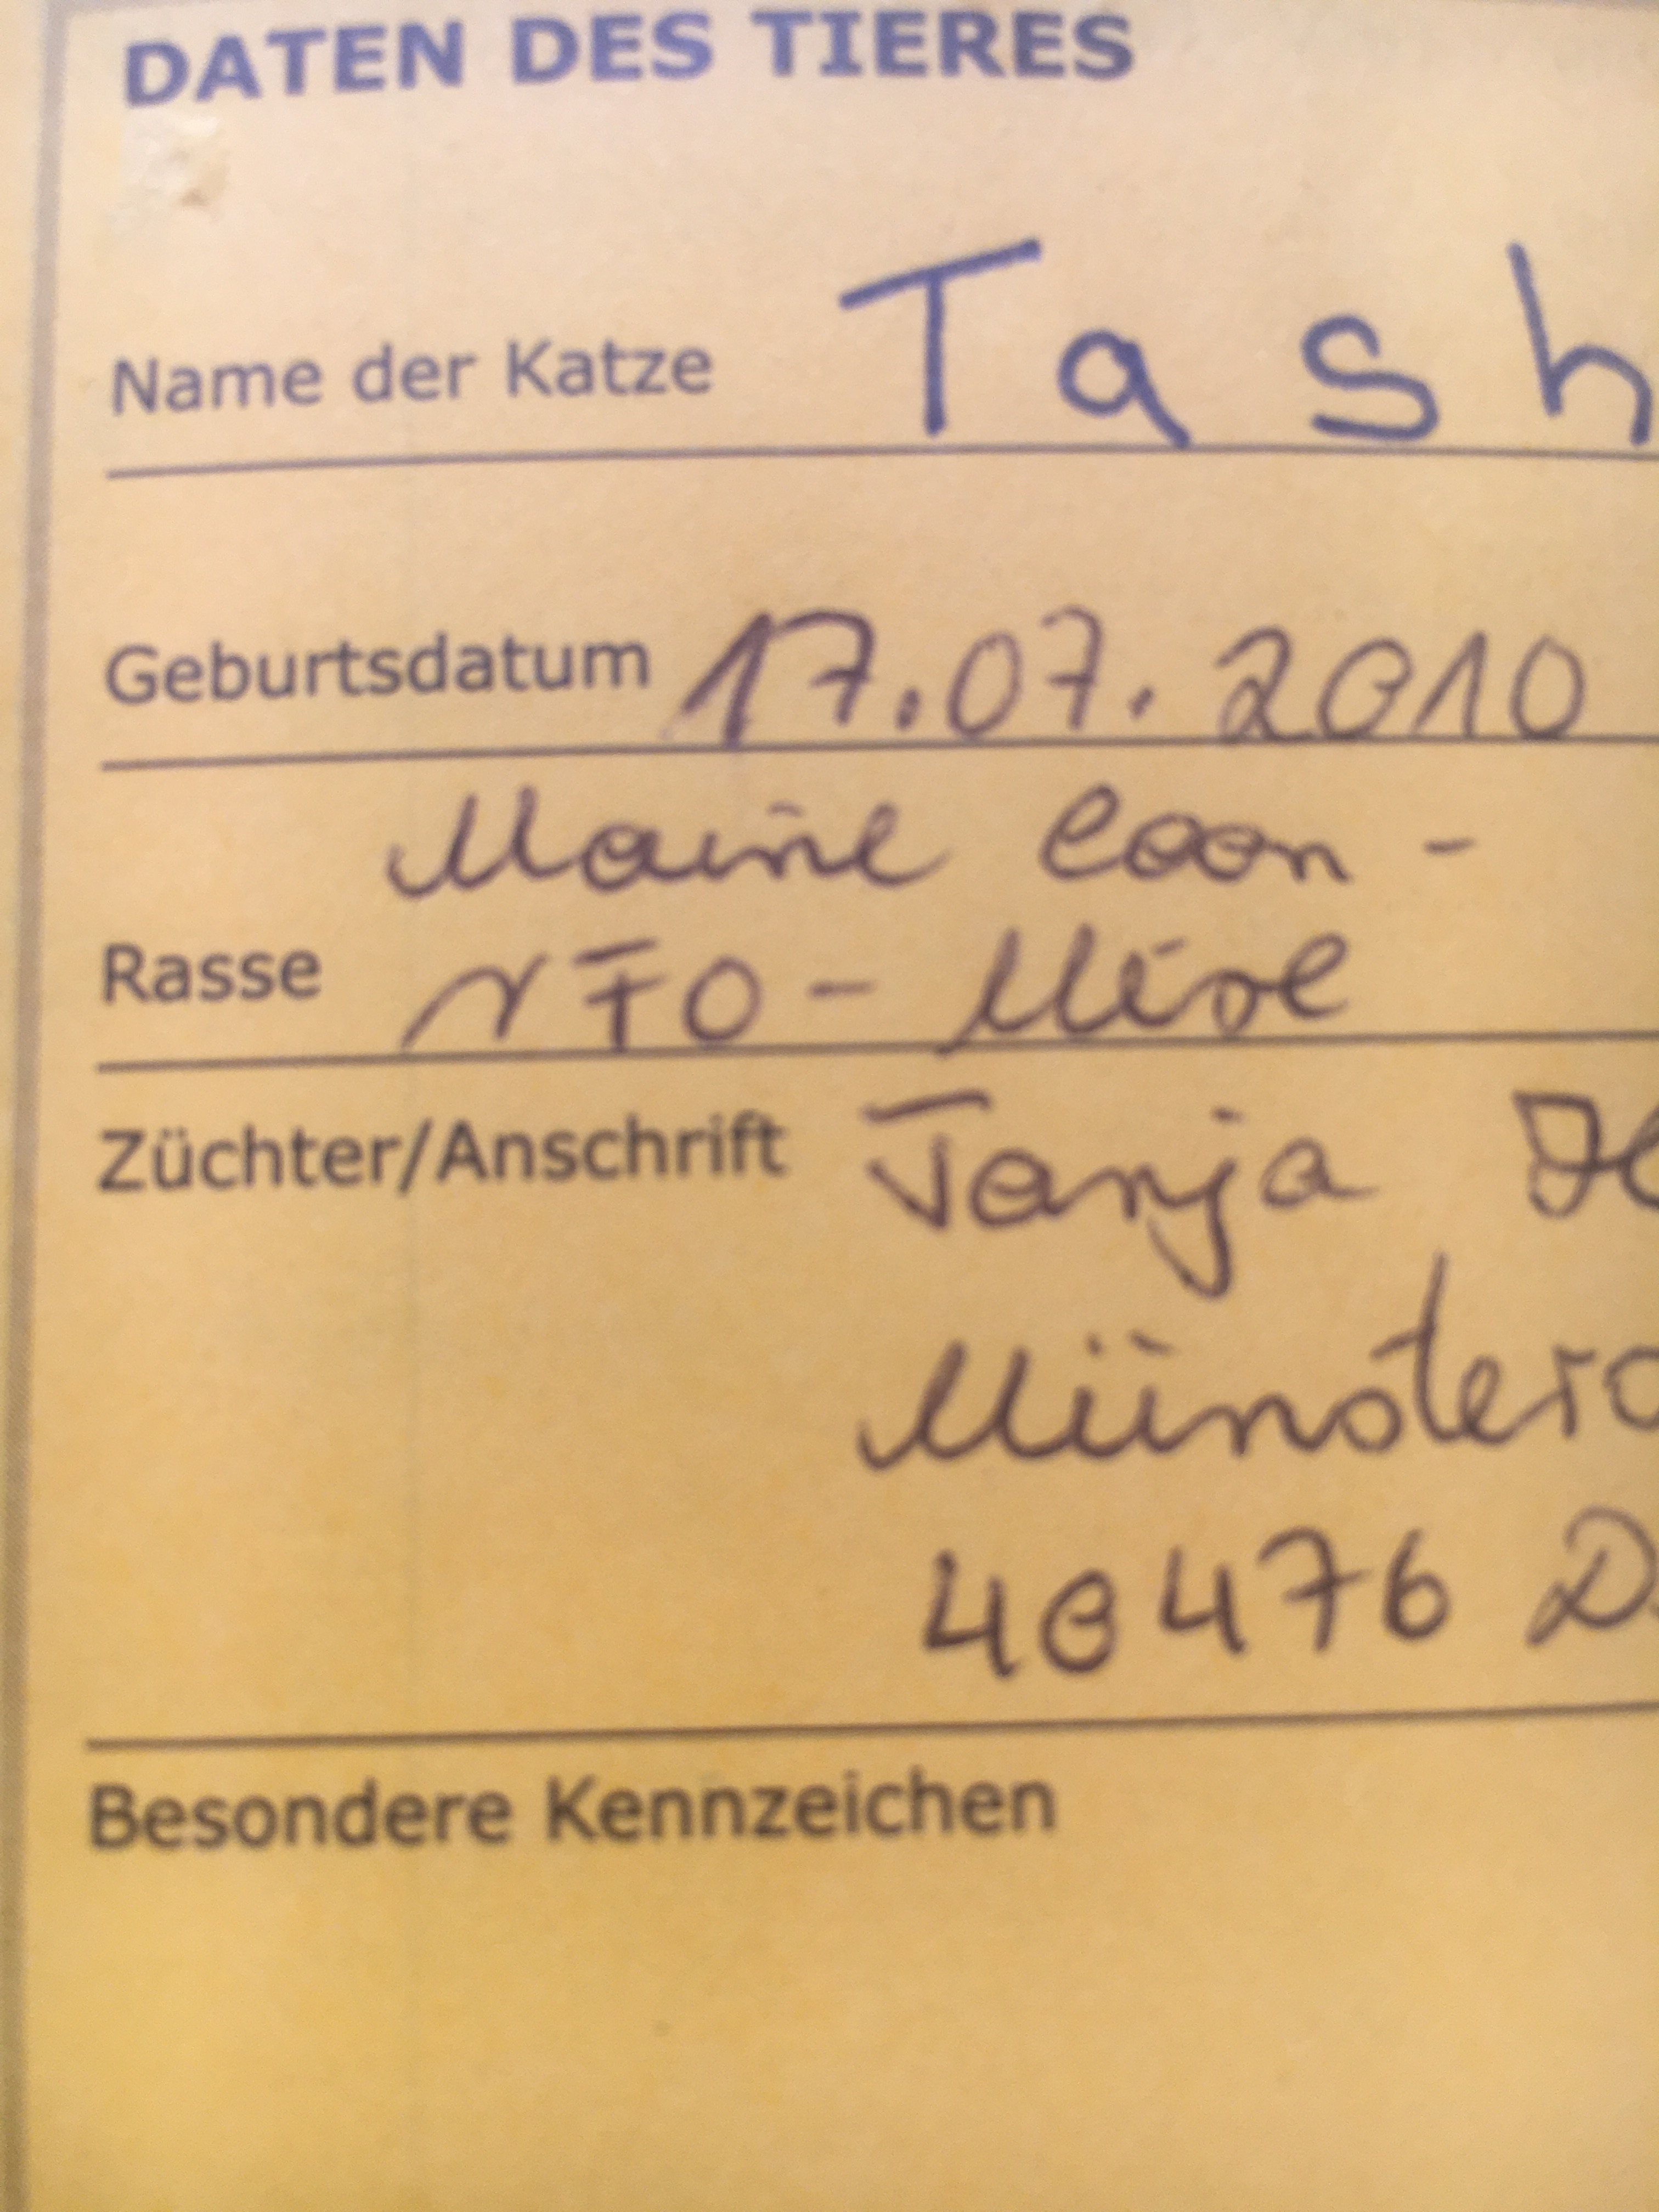 DATEN DES TIERES
Name der Katze Tash
Geburtsdatum 17.07.2010
Maine Coon -
Rasse NFO - Mixe
Züchter/Anschrift Tanja
Münster
40476 D
Besondere Kennzeichen